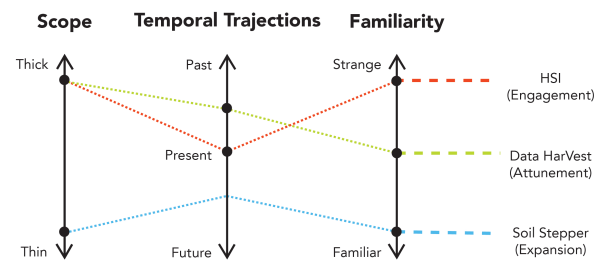 Scope Temporal Trajections Familiarity
Thick Past Strange
HSI
(Engagement)
Present
Data HarVest
(Attunement)
Thin Future Familiar
Soil Stepper
(Expansion)